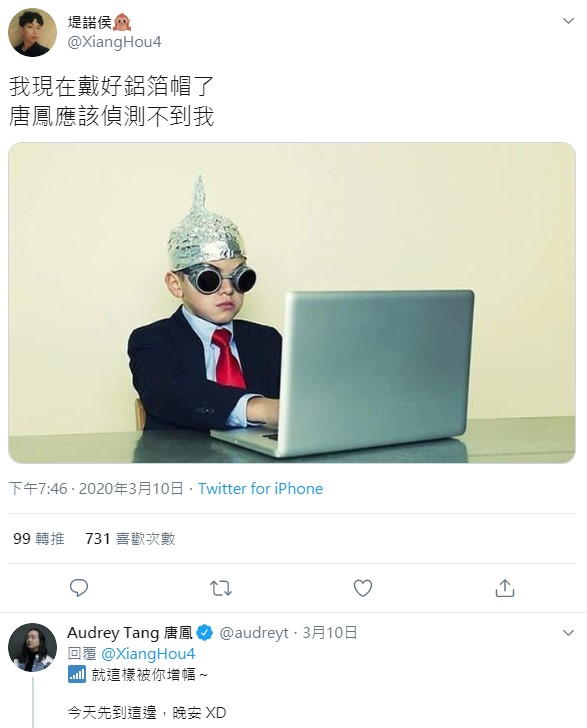 堤諾侯🙊
@XiangHou4
我現在戴好鋁箔帽了
唐鳳應該偵測不到我
下午7:46 · 2020年3月10日 · Twitter for iPhone
99 轉推 731 喜歡次數
Audrey Tang 唐鳳 @audreyt · 3月10日
回覆 @XiangHou4
📶 就這樣被你增幅～
今天先到這邊，晚安 XD